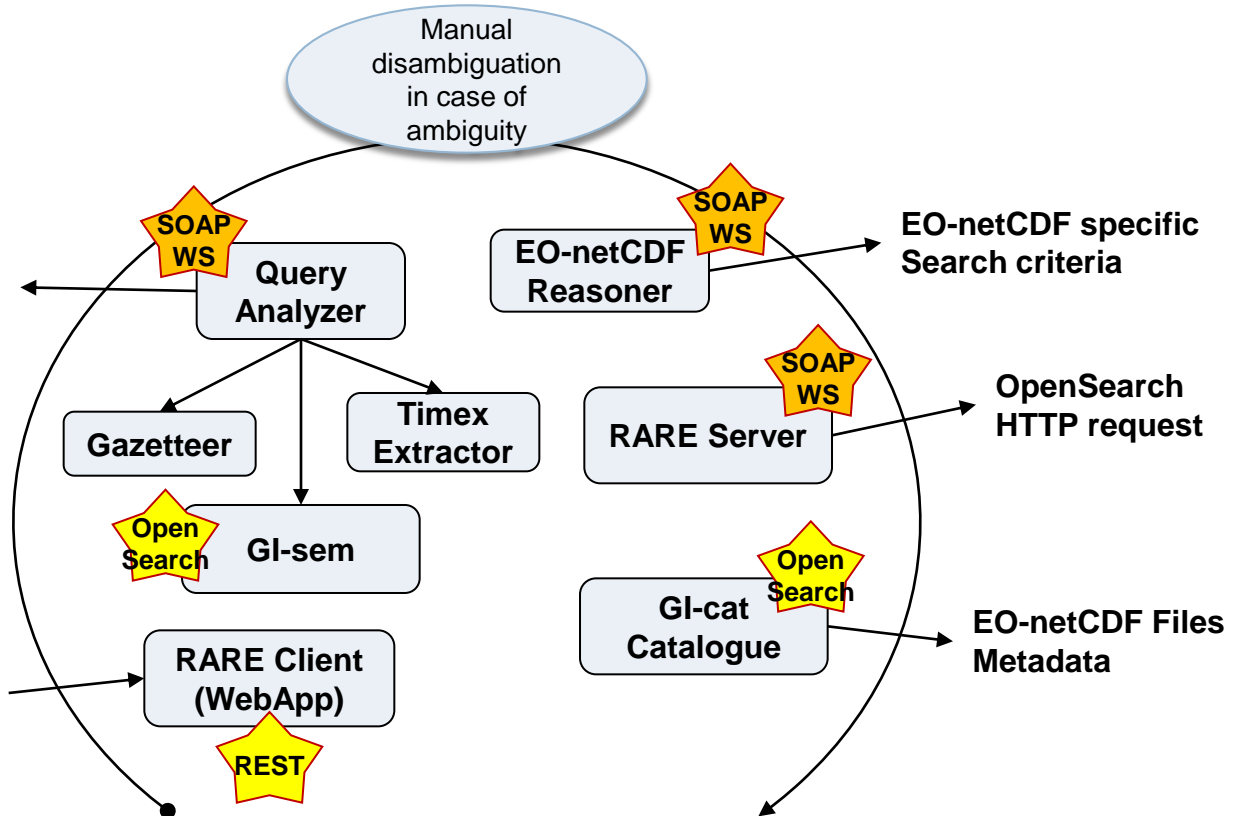 Manual
disambiguation
in case of
ambiguity
SOAP
WS
Query
Analyzer
Gazetteer
Timex
Extractor
Open
Search
GI-sem
RARE Client
(WebApp)
REST
SOAP
WS
EO-netCDF
Reasoner
EO-netCDF specific
Search criteria
SOAP
WS
RARE Server
OpenSearch
HTTP request
Open
Search
GI-cat
Catalogue
EO-netCDF Files
Metadata